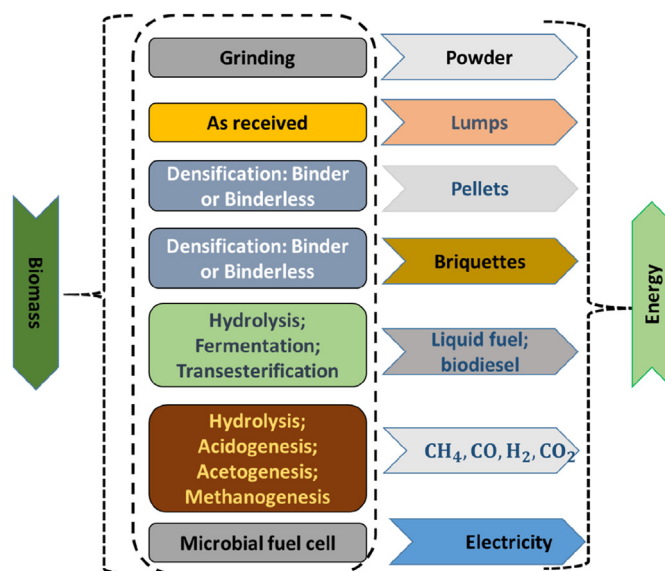 Biomass
Grinding
Powder
As received
Lumps
Densification: Binder
or Binderless
Pellets
Densification: Binder
or Binderless
Briquettes
Hydrolysis;
Fermentation;
Transesterification
Liquid fuel;
biodiesel
Hydrolysis;
Acidogenesis;
Acetogenesis;
Methanogenesis
CH₄, CO, H₂, CO₂
Microbial fuel cell
Electricity
Energy